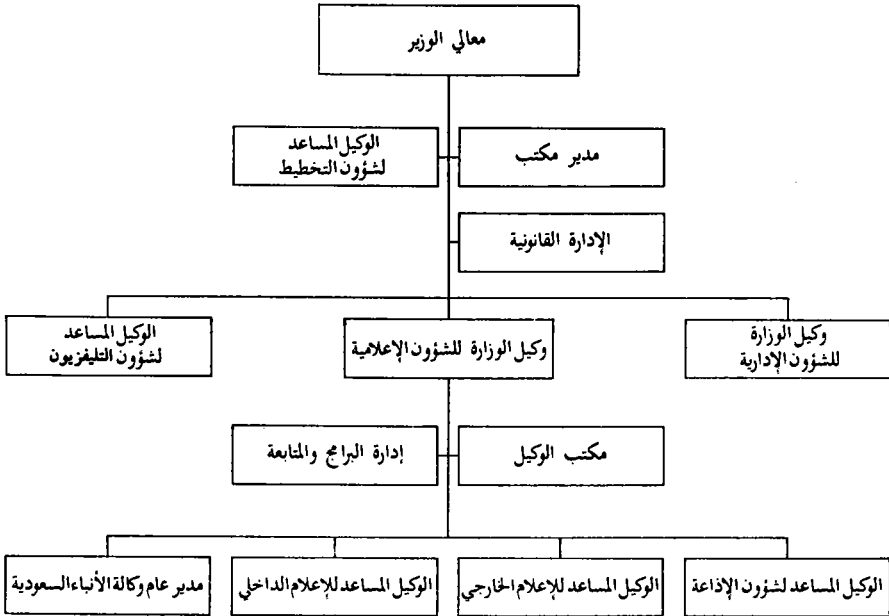 معالي الوزير
مدير مكتب
الوكيل المساعد
لشؤون التخطيط
الإدارة القانونية
وكيل الوزارة
للشؤون الإدارية
وكيل الوزارة للشؤون الإعلامية
الوكيل المساعد
لشؤون التليفزيون
مكتب الوكيل
إدارة البرامج والمتابعة
الوكيل المساعد لشؤون الإذاعة
الوكيل المساعد للإعلام الخارجي
الوكيل المساعد للإعلام الداخلي
مدير عام وكالة الأنباء السعودية